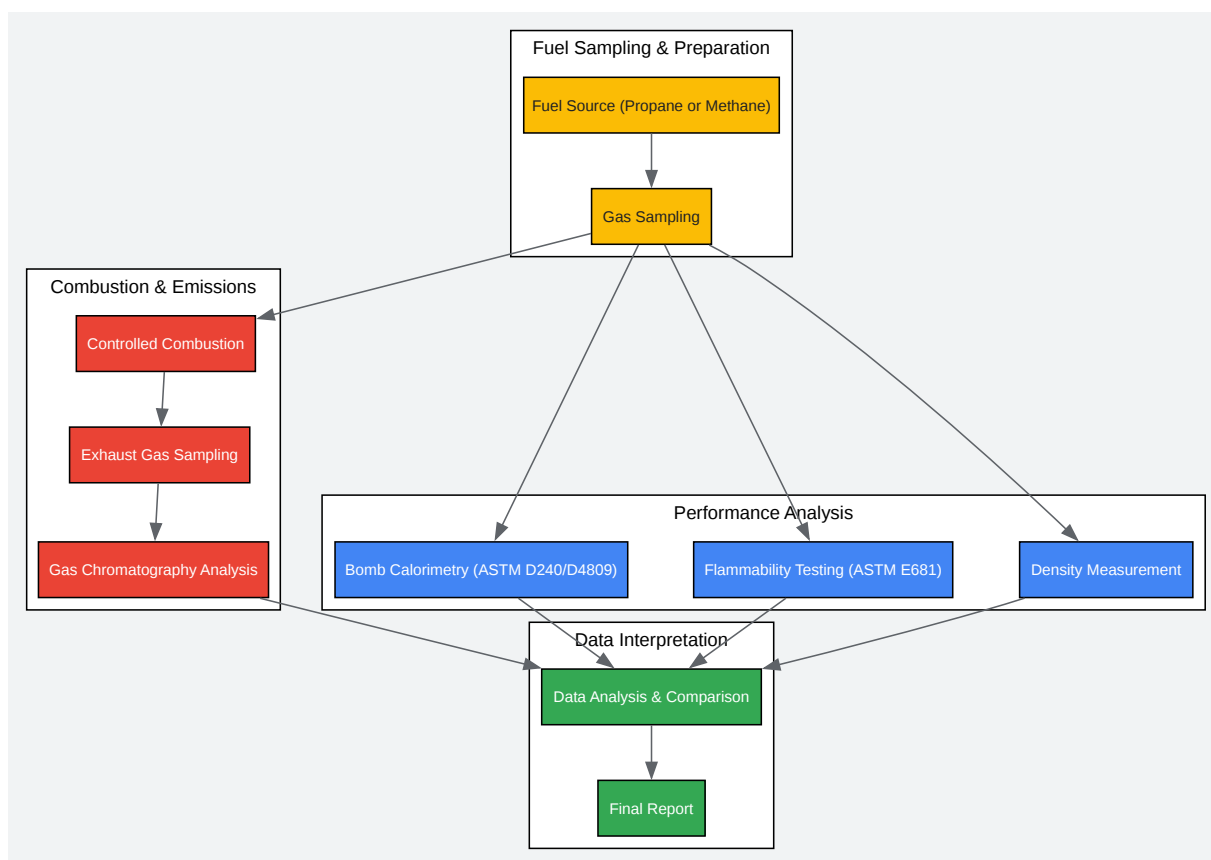 Fuel Sampling & Preparation
Fuel Source (Propane or Methane)
Gas Sampling
Combustion & Emissions
Controlled Combustion
Exhaust Gas Sampling
Gas Chromatography Analysis
Performance Analysis
Bomb Calorimetry (ASTM D240/D4809)
Flammability Testing (ASTM E681)
Density Measurement
Data Interpretation
Data Analysis & Comparison
Final Report